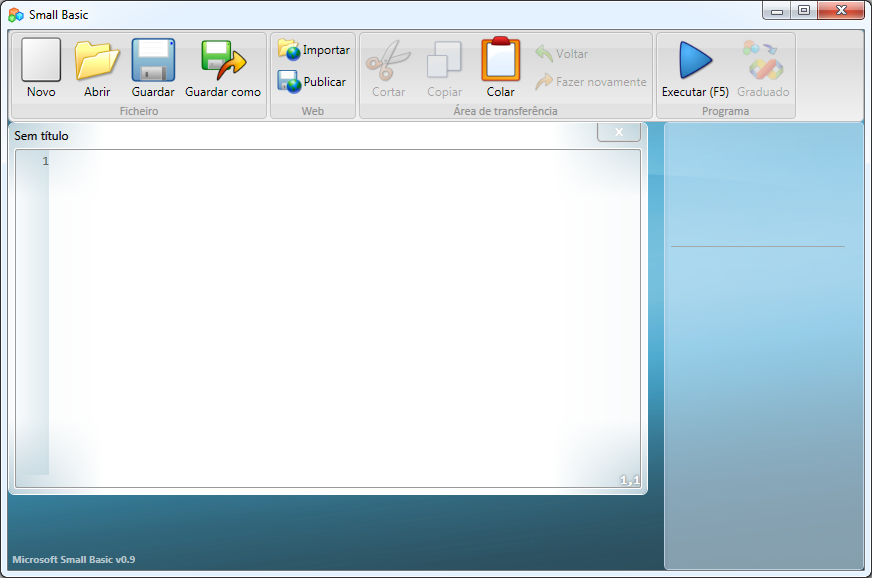 Small Basic
Novo
Abrir
Guardar
Guardar como
Ficheiro
Importar
Publicar
Web
Cortar
Copiar
Colar
Voltar
Fazer novamente
Área de transferência
Executar (F5)
Graduado
Programa
Sem título
1
1,1
Microsoft Small Basic v0.9